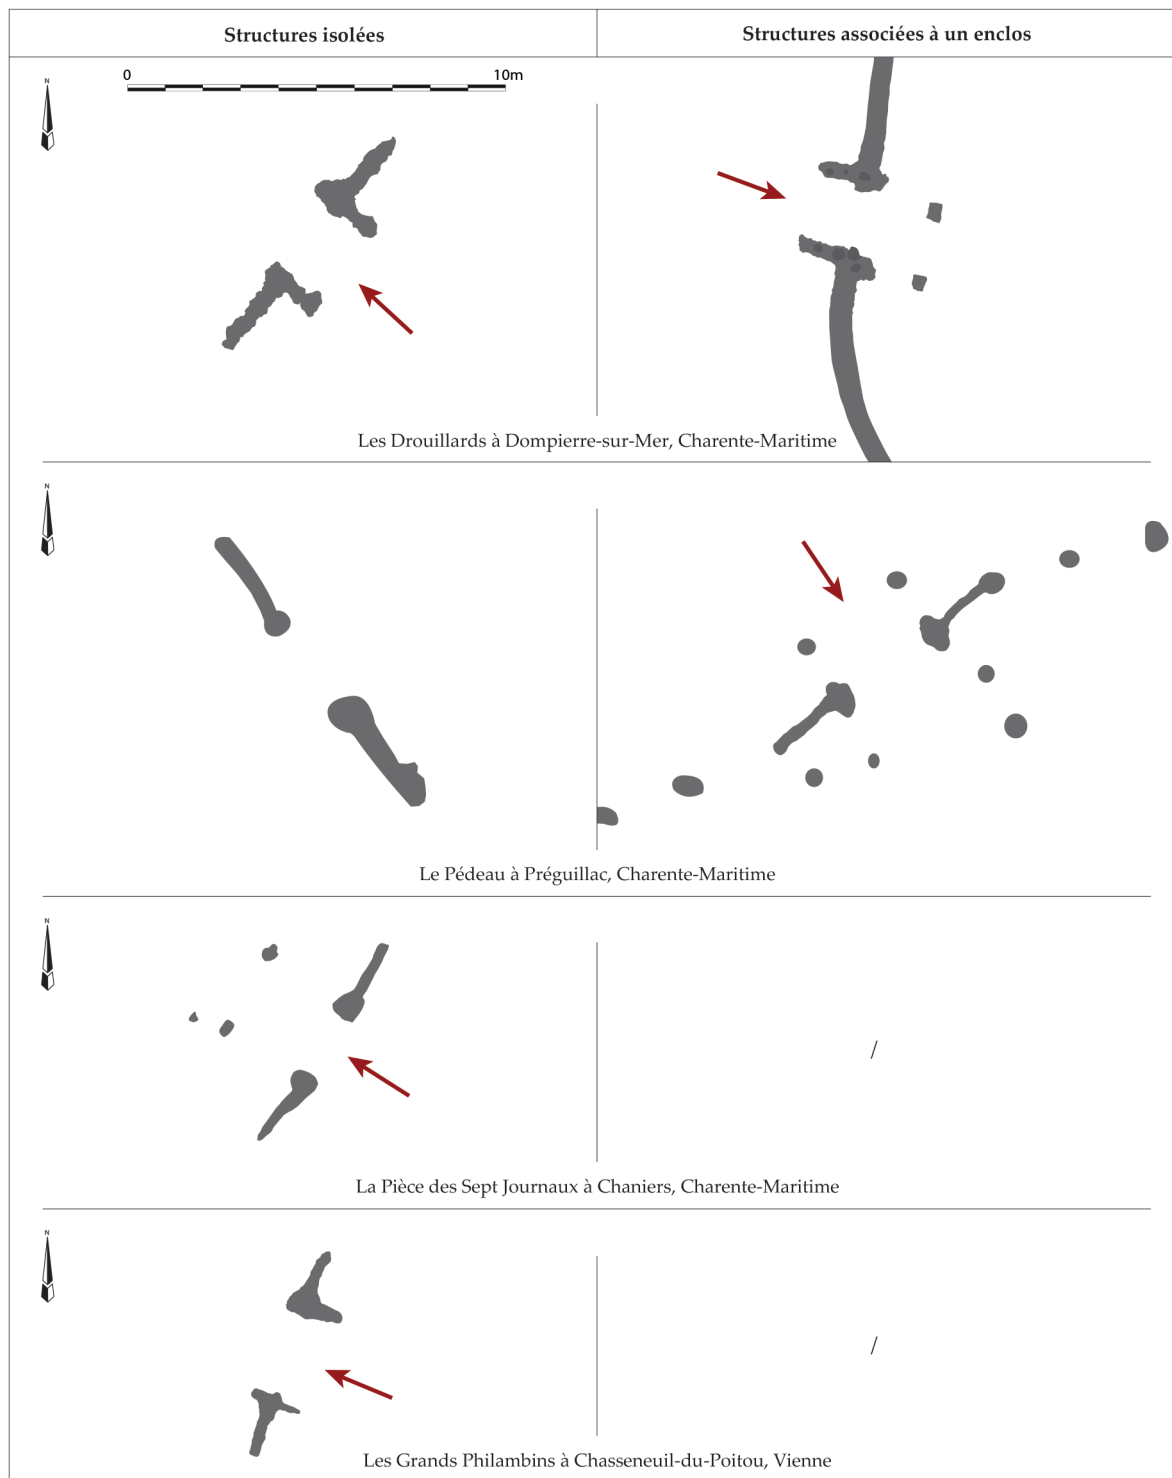 Structures isolées
Structures associées à un enclos
N
0
10m
Les Drouillards à Dompierre-sur-Mer, Charente-Maritime
N
Le Pédeau à Préguillac, Charente-Maritime
N
/
La Pièce des Sept Journaux à Chaniers, Charente-Maritime
N
/
Les Grands Philambins à Chasseneuil-du-Poitou, Vienne